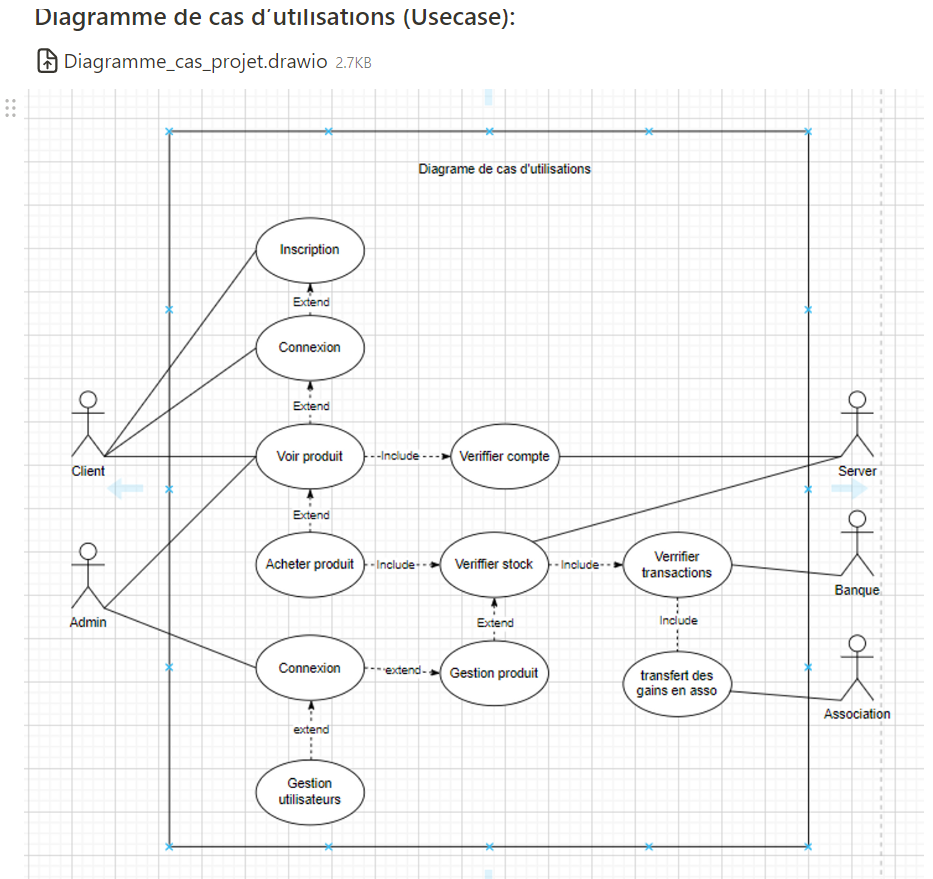 Diagramme de cas d'utilisations (Usecase):
Diagramme_cas_projet.drawio 2.7KB
Diagrame de cas d'utilisations
Inscription
Extend
Connexion
Extend
Client
Voir produit
Include
Veriffier compte
Server
Extend
Acheter produit
Include
Veriffier stock
Include
Verrifier
transactions
Banque
Admin
Extend
Include
Connexion
extend
Gestion produit
transfert des
gains en asso
Association
extend
Gestion
utilisateurs